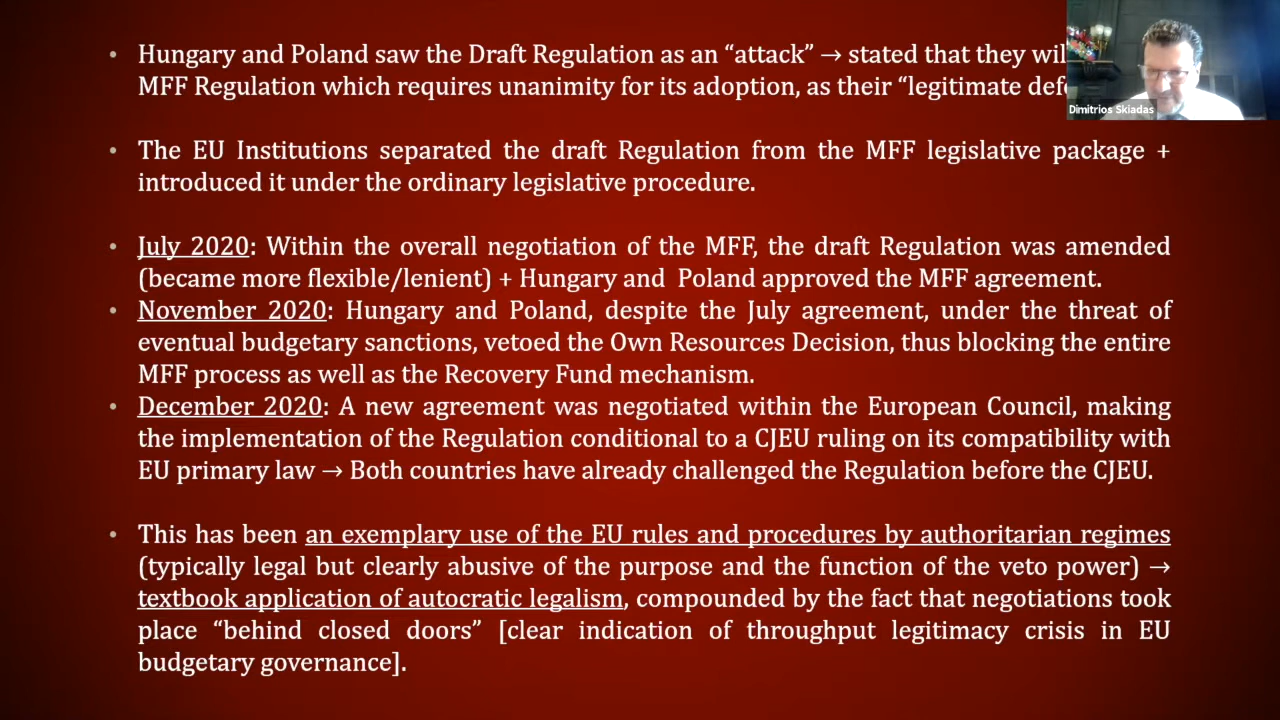 • Hungary and Poland saw the Draft Regulation as an “attack” → stated that they will
MFF Regulation which requires unanimity for its adoption, as their “legitimate
Dimitrios Skiadas
• The EU Institutions separated the draft Regulation from the MFF legislative package +
introduced it under the ordinary legislative procedure.
• July 2020: Within the overall negotiation of the MFF, the draft Regulation was amended
(became more flexible/lenient) + Hungary and Poland approved the MFF agreement.
• November 2020: Hungary and Poland, despite the July agreement, under the threat of
eventual budgetary sanctions, vetoed the Own Resources Decision, thus blocking the entire
MFF process as well as the Recovery Fund mechanism.
• December 2020: A new agreement was negotiated within the European Council, making
the implementation of the Regulation conditional to a CJEU ruling on its compatibility with
EU primary law → Both countries have already challenged the Regulation before the CJEU.
• This has been an exemplary use of the EU rules and procedures by authoritarian regimes
(typically legal but clearly abusive of the purpose and the function of the veto power) →
textbook application of autocratic legalism, compounded by the fact that negotiations took
place “behind closed doors” [clear indication of throughput legitimacy crisis in EU
budgetary governance].